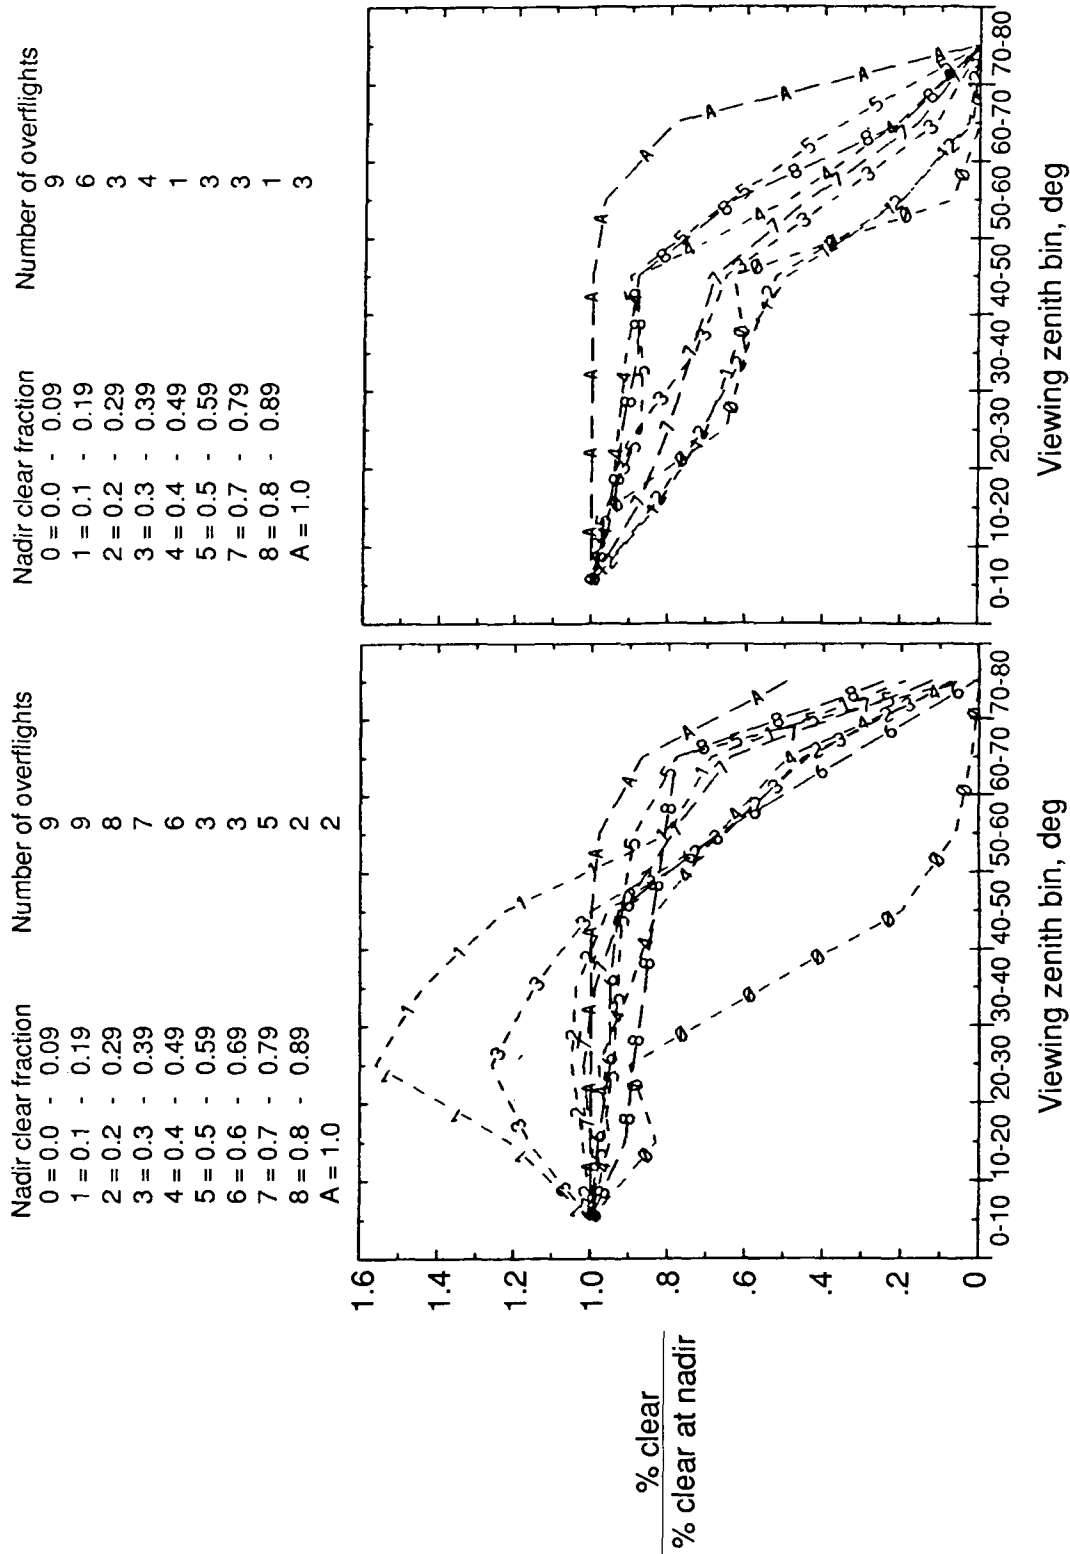 Nadir clear fraction Number of overflights
0 = 0.0 - 0.09 9
1 = 0.1 - 0.19 9
2 = 0.2 - 0.29 8
3 = 0.3 - 0.39 7
4 = 0.4 - 0.49 6
5 = 0.5 - 0.59 3
6 = 0.6 - 0.69 3
7 = 0.7 - 0.79 5
8 = 0.8 - 0.89 2
A = 1.0 2
Nadir clear fraction Number of overflights
0 = 0.0 - 0.09 9
1 = 0.1 - 0.19 6
2 = 0.2 - 0.29 3
3 = 0.3 - 0.39 4
4 = 0.4 - 0.49 1
5 = 0.5 - 0.59 3
7 = 0.7 - 0.79 3
8 = 0.8 - 0.89 1
A = 1.0 3
% clear
% clear at nadir
1.6
1.4
1.2
1.0
.8
.6
.4
.2
0
0-10 10-20 20-30 30-40 40-50 50-60 60-70 70-80
Viewing zenith bin, deg
0-10 10-20 20-30 30-40 40-50 50-60 60-70 70-80
Viewing zenith bin, deg